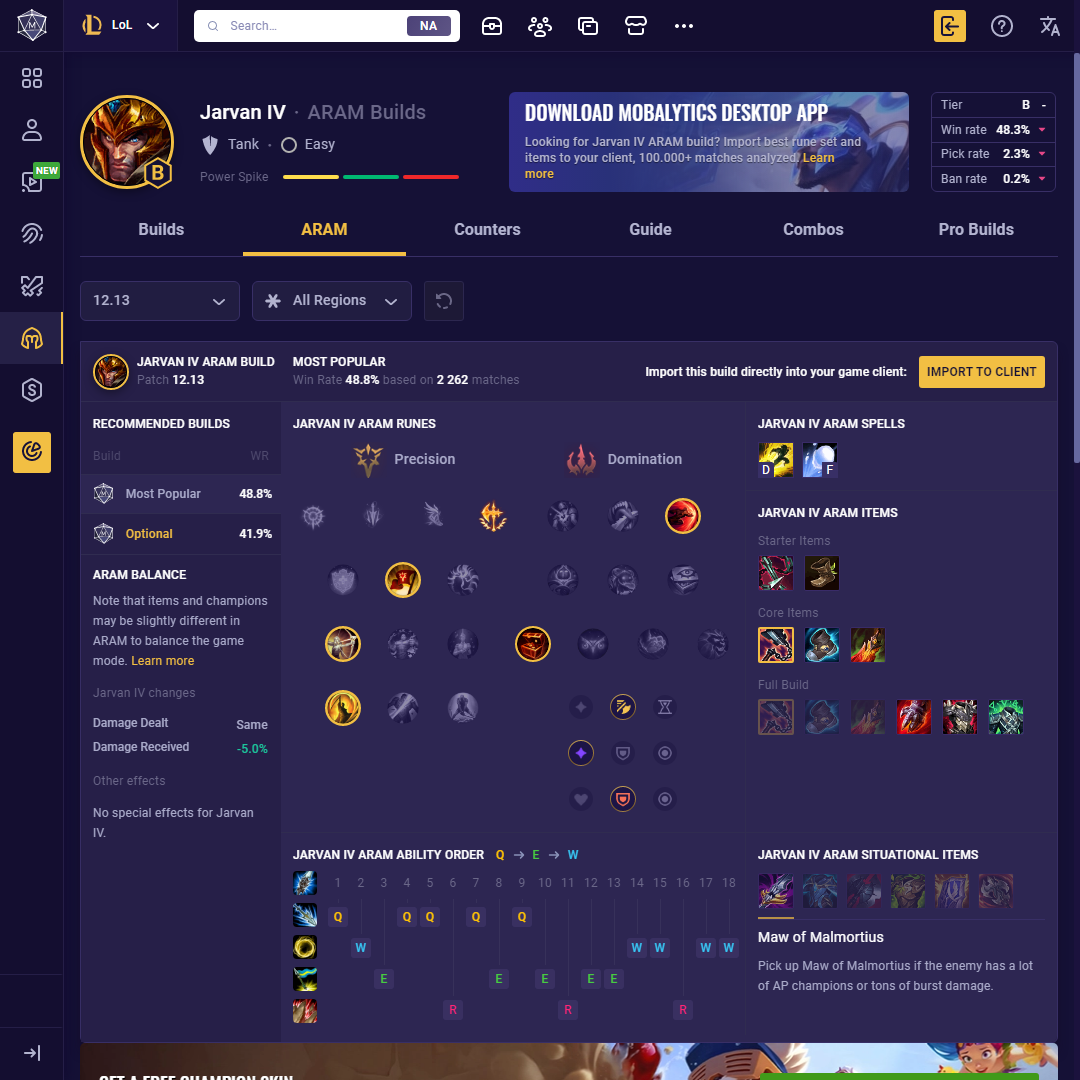 LoL
Search...
NA
NEW
B
Jarvan IV · ARAM Builds
Tank · Easy
Power Spike
DOWNLOAD MOBALYTICS DESKTOP APP
Looking for Jarvan IV ARAM build? Import best rune set and
items to your client, 100.000+ matches analyzed. Learn
more
Tier B -
Win rate 48.3%
Pick rate 2.3%
Ban rate 0.2%
Builds ARAM Counters Guide Combos Pro Builds
12.13
All Regions
JARVAN IV ARAM BUILD
Patch 12.13
MOST POPULAR
Win Rate 48.8% based on 2 262 matches
Import this build directly into your game client:
IMPORT TO CLIENT
RECOMMENDED BUILDS
Build WR
Most Popular 48.8%
Optional 41.9%
ARAM BALANCE
Note that items and champions
may be slightly different in
ARAM to balance the game
mode. Learn more
Jarvan IV changes
Damage Dealt Same
Damage Received -5.0%
Other effects
No special effects for Jarvan
IV.
JARVAN IV ARAM RUNES
Precision
Domination
JARVAN IV ARAM SPELLS
D F
JARVAN IV ARAM ITEMS
Starter Items
Core Items
Full Build
JARVAN IV ARAM ABILITY ORDER Q → E → W
1 2 3 4 5 6 7 8 9 10 11 12 13 14 15 16 17 18
Q Q Q Q Q
W W W W W
E E E E E
R R R
JARVAN IV ARAM SITUATIONAL ITEMS
Maw of Malmortius
Pick up Maw of Malmortius if the enemy has a lot
of AP champions or tons of burst damage.
GET A FREE CHAMPION SKIN